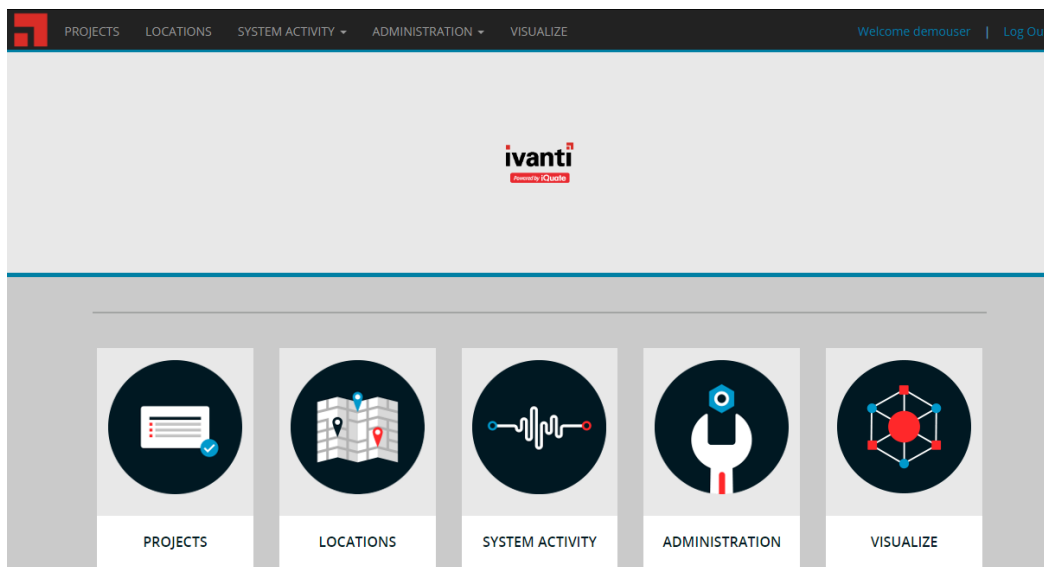 PROJECTS LOCATIONS SYSTEM ACTIVITY ADMINISTRATION VISUALIZE Welcome demouser | Log Ou
ivanti
Powered by iQuate
PROJECTS LOCATIONS SYSTEM ACTIVITY ADMINISTRATION VISUALIZE